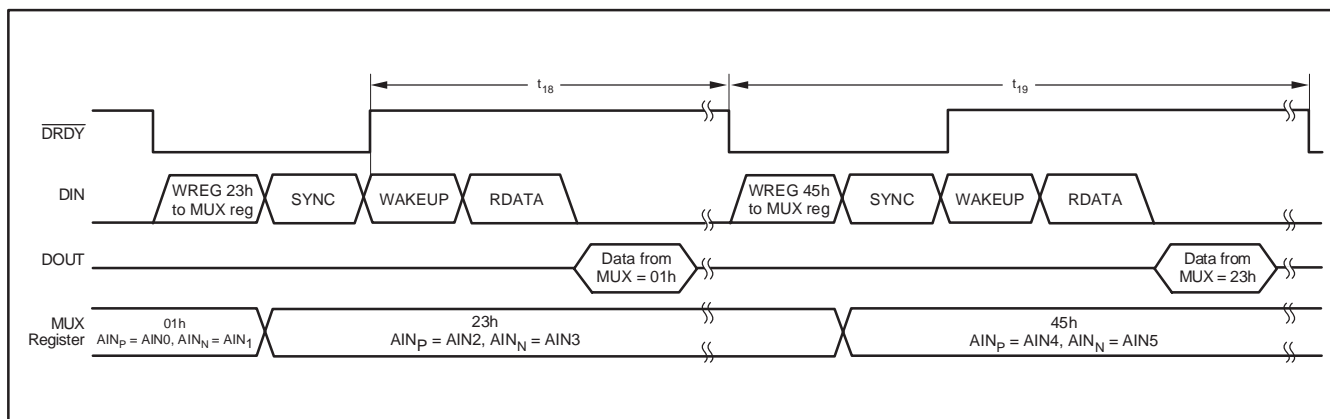 t18
t19
DRDY
DIN
WREG 23h
to MUX reg
SYNC
WAKEUP
RDATA
WREG 45h
to MUX reg
SYNC
WAKEUP
RDATA
DOUT
Data from
MUX = 01h
Data from
MUX = 23h
MUX
Register
01h
AINP = AIN0, AINN = AIN1
23h
AINP = AIN2, AINN = AIN3
45h
AINP = AIN4, AINN = AIN5